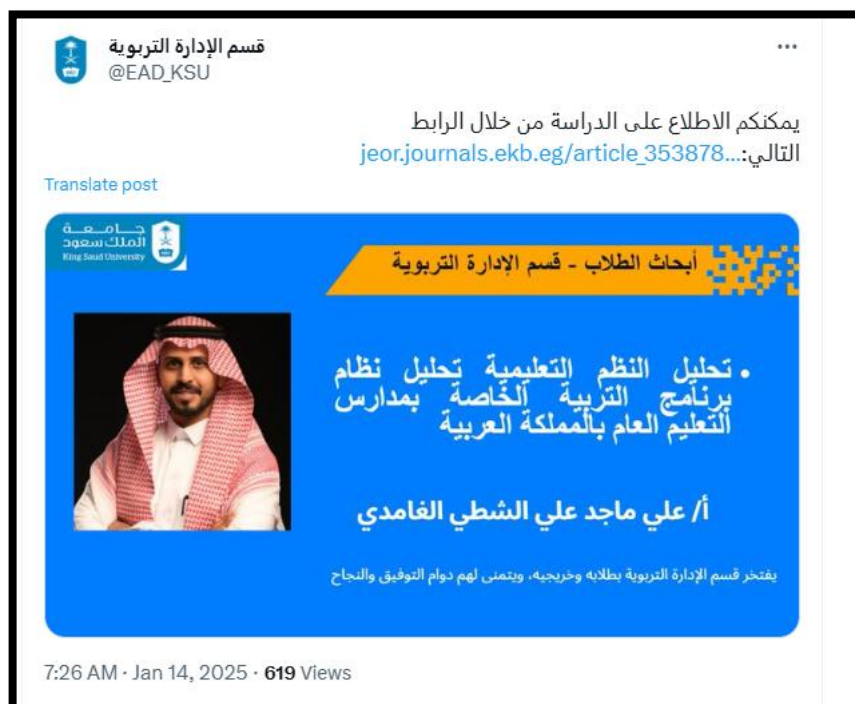 قسم الإدارة التربوية
@EAD_KSU
يمكنكم الاطلاع على الدراسة من خلال الرابط
التالي:jeor.journals.ekb.eg/article_353878...
Translate post
جامعة
الملك سعود
King Saud University
أبحاث الطلاب - قسم الإدارة التربوية
• تحليل النظم التعليمية تحليل نظام
برنامج التربية الخاصة بمدارس
التعليم العام بالمملكة العربية
أ/ علي ماجد علي الشطي الغامدي
يفتخر قسم الإدارة التربوية بطلابه وخريجيه، ويتمنى لهم دوام التوفيق والنجاح
7:26 AM · Jan 14, 2025 · 619 Views